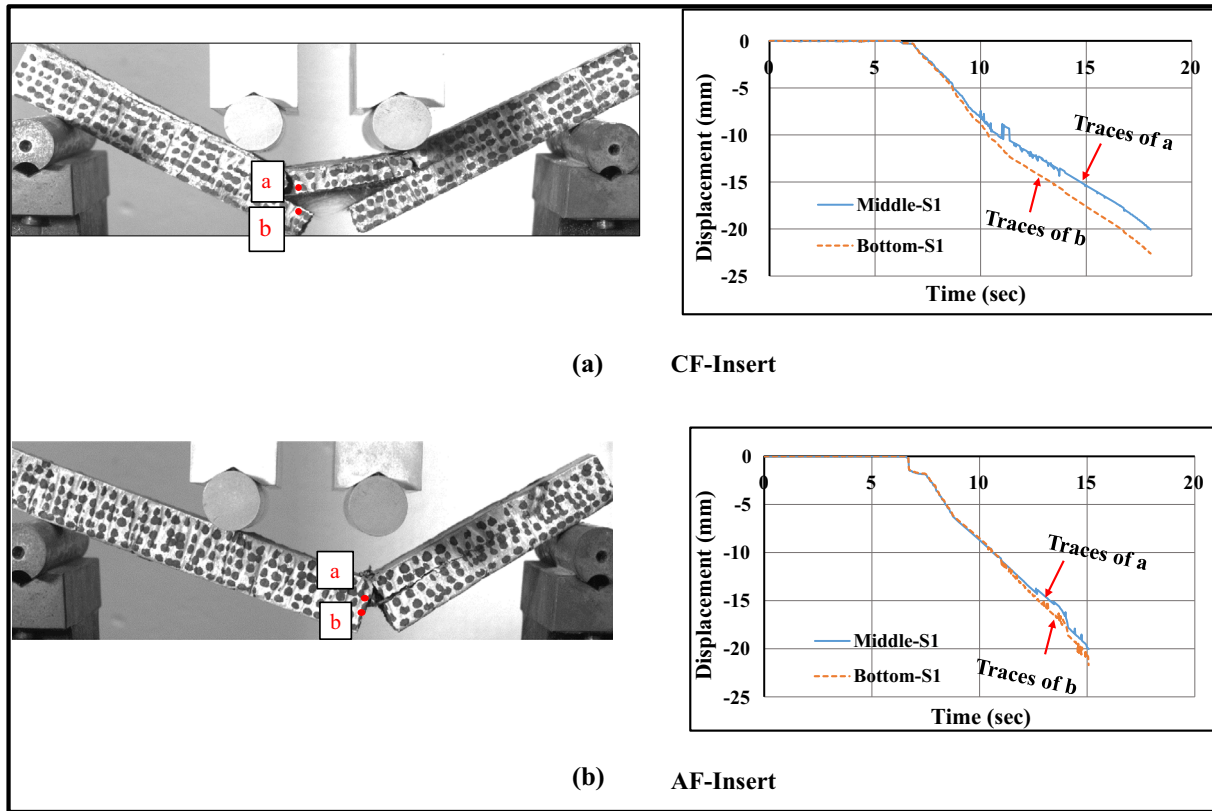 a
b
0
-5
-10
-15
-20
-25
0
5
10
15
20
Displacement (mm)
Time (sec)
Traces of a
Traces of b
Middle-S1
Bottom-S1
(a) CF-Insert
a
b
0
-5
-10
-15
-20
-25
0
5
10
15
20
Displacement (mm)
Time (sec)
Traces of a
Traces of b
Middle-S1
Bottom-S1
(b) AF-Insert